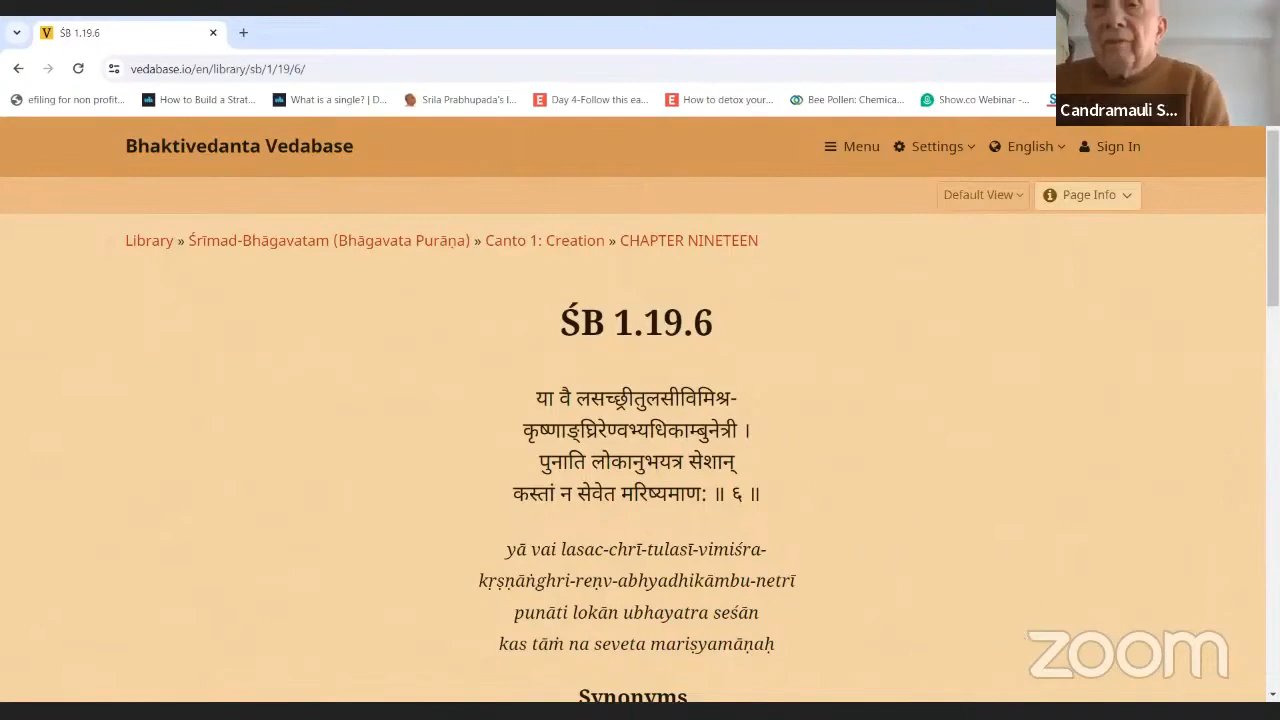 ŚB 1.19.6
vedabase.io/en/library/sb/1/19/6/
efiling for non profit... How to Build a Strat... What is a singh? | D... Srila Prabhupada's l... Day 4-Follow this ea... How to detox your... Bee Pollen: Chemica... Show.co Webinar -...
Candramauli S...
Bhaktivedanta Vedabase
Menu Settings English Sign In
Default View Page Info
Library » Śrīmad-Bhāgavatam (Bhāgavata Purāṇa) » Canto 1: Creation » CHAPTER NINETEEN
ŚB 1.19.6
या वै लसच्छ्रीतुलसीविमिश्र-
कृष्णाङ्‌घ्रिरेण्वभ्यधिकाम्बुनेत्री ।
पुनाति लोकानुभयत्र सेशान्
कस्तां न सेवेत मरिष्यमाण: ॥ ६ ॥
yā vai lasac-chrī-tulasī-vimiśra-
kṛṣṇāṅghri-reṇv-abhyadhikāmbu-netrī
punāti lokān ubhayatra seśān
kas tāṁ na seveta mariṣyamāṇaḥ
Synonyms
zoom